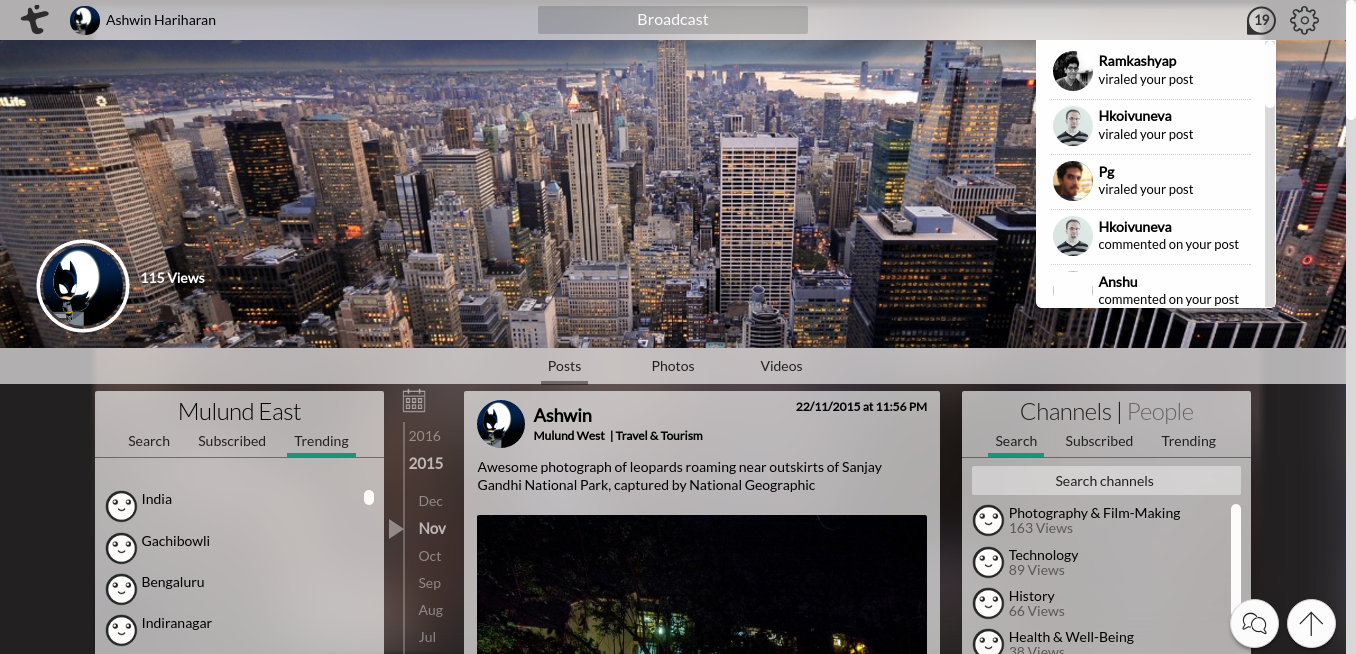 Ashwin Hariharan
Broadcast
19
Ramkashyap
viraled your post
Hkoivuneva
viraled your post
Pg
viraled your post
Hkoivuneva
commented on your post
Anshu
commented on your post
tLife
115 Views
Posts
Photos
Videos
Mulund East
Search
Subscribed
Trending
India
Gachibowli
Bengaluru
Indiranagar
2016
2015
Dec
Nov
Oct
Sep
Aug
Jul
Ashwin
22/11/2015 at 11:56 PM
Mulund West | Travel & Tourism
Awesome photograph of leopards roaming near outskirts of Sanjay
Gandhi National Park, captured by National Geographic
Channels | People
Search
Subscribed
Trending
Search channels
Photography & Film-Making
163 Views
Technology
89 Views
History
66 Views
Health & Well-Being
38 Views